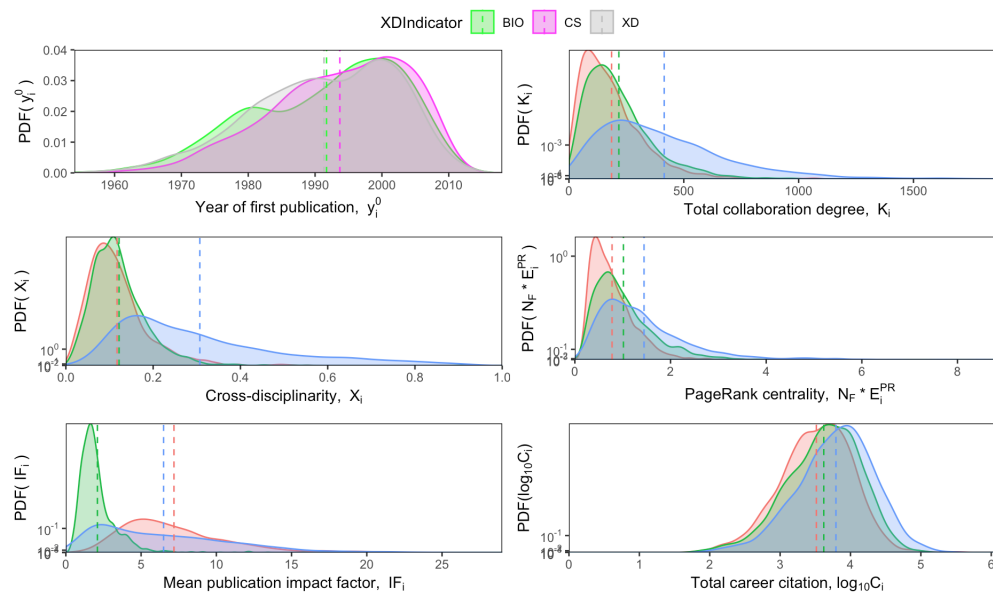 XDIndicator BIO CS XD
PDF( y_i^0)
0.04
0.03
0.02
0.01
0.00
1960 1970 1980 1990 2000 2010
Year of first publication, y_i^0
PDF( K_i)
10^-3
0 500 1000 1500
Total collaboration degree, K_i
PDF( X_i)
10^0
10^-2
0.0 0.2 0.4 0.6 0.8 1.0
Cross-disciplinarity, X_i
PDF( N_F * E_i^PR)
10^0
10^-1
0 2 4 6 8
PageRank centrality, N_F * E_i^PR
PDF( IF_i)
10^-1
0 5 10 15 20 25
Mean publication impact factor, IF_i
PDF(log_10C_i)
10^-1
0 1 2 3 4 5 6
Total career citation, log_10C_i